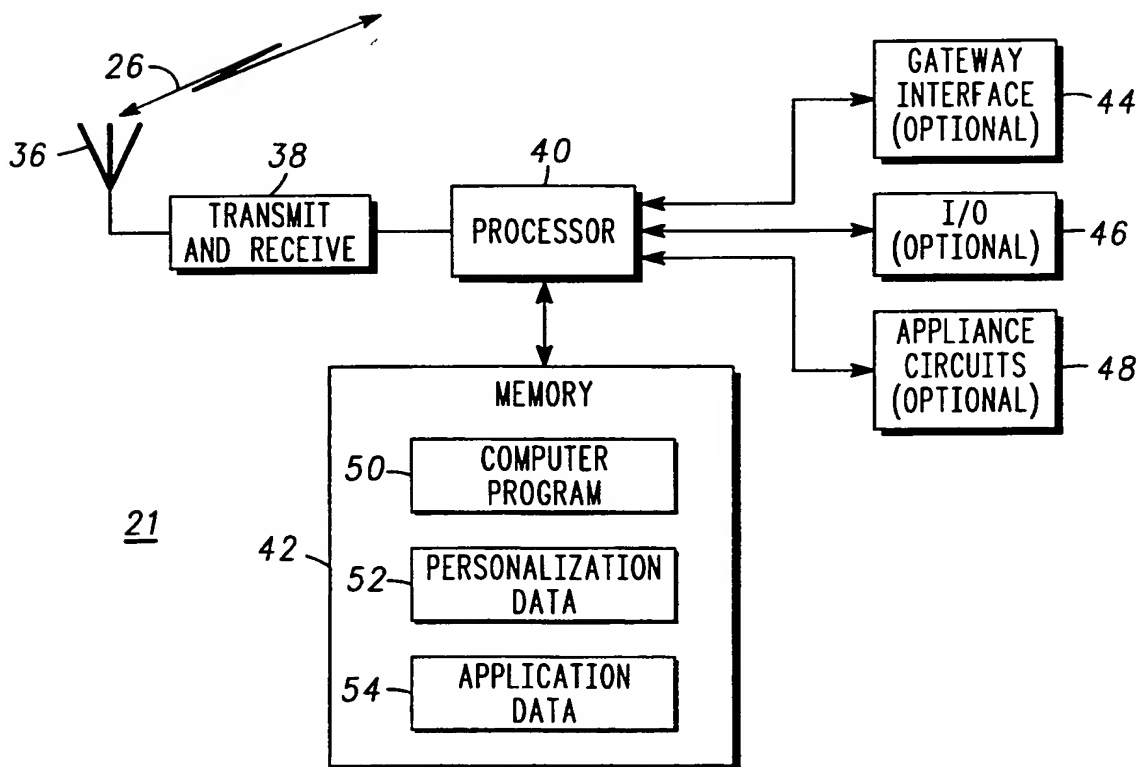 26
36
38
TRANSMIT
AND RECEIVE
40
PROCESSOR
GATEWAY
INTERFACE
(OPTIONAL)
44
I/O
(OPTIONAL)
46
APPLIANCE
CIRCUITS
(OPTIONAL)
48
MEMORY
50
COMPUTER
PROGRAM
21
42
52
PERSONALIZATION
DATA
54
APPLICATION
DATA